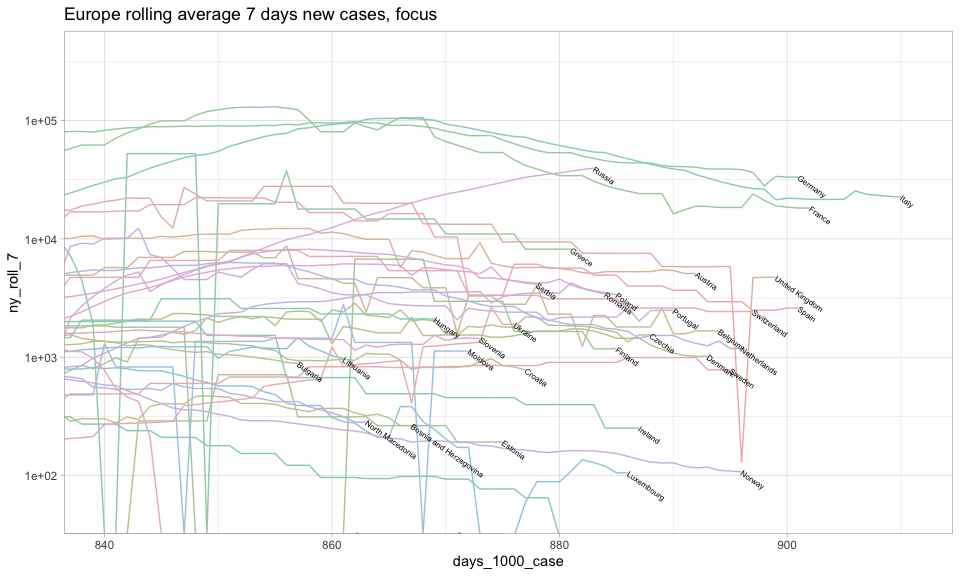 Europe rolling average 7 days new cases, focus
ny_roll_7
1e+05
1e+04
1e+03
1e+02
Russia
Germany
Italy
France
Greece
Austria
United Kingdom
Serbia
Poland
Romania
Spain
Switzerland
Portugal
Hungary
Ukraine
Belgium
Czechia
Slovenia
Netherlands
Finland
Moldova
Denmark
Sweden
Lithuania
Bulgaria
Croatia
North Macedonia
Bosnia and Herzegovina
Estonia
Ireland
Luxembourg
Norway
840
860
880
900
days_1000_case